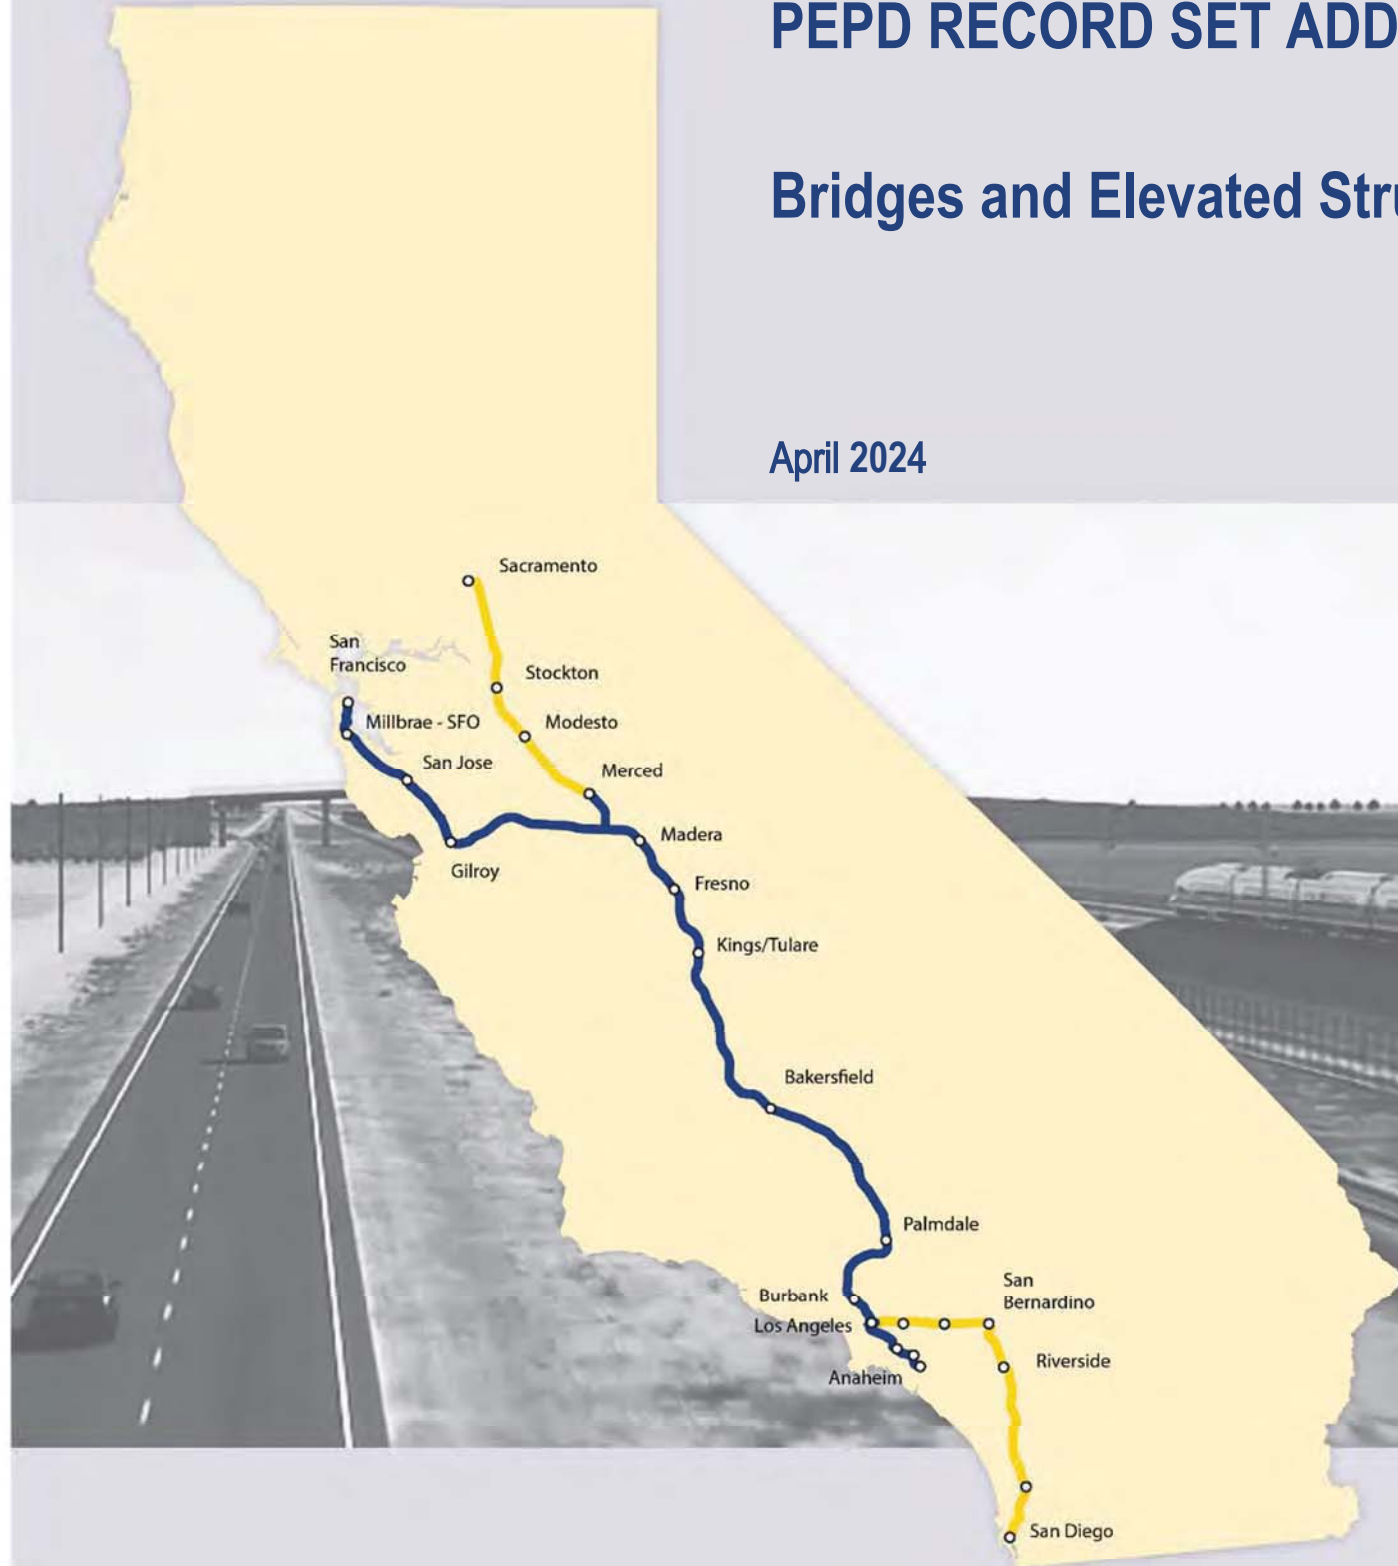 PEPD RECORD SET ADD
Bridges and Elevated Stru
April 2024
Sacramento
San
Francisco
Stockton
Millbrae - SFO
Modesto
San Jose
Merced
Madera
Gilroy
Fresno
Kings/Tulare
Bakersfield
Palmdale
San
Bernardino
Burbank
Los Angeles
Riverside
Anaheim
San Diego